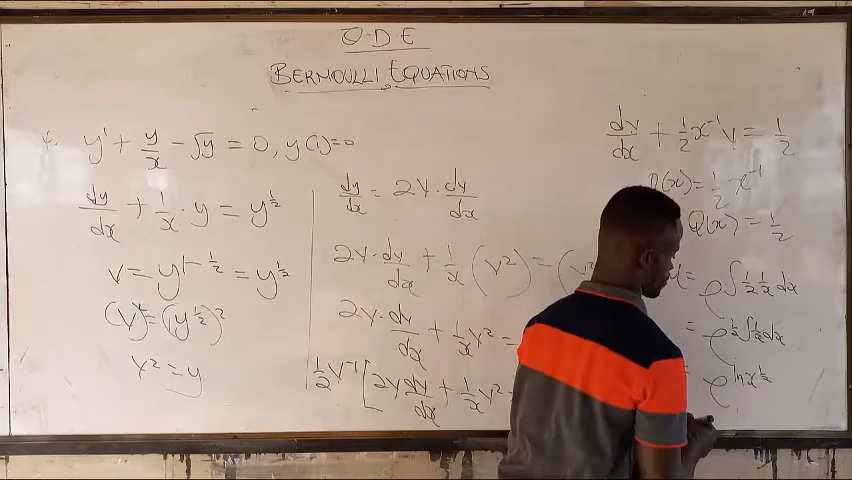 O.D.E
BERMOULLI EQUATIONS
4. y' + y/x - √y = 0, y(1)=0
dy/dx + 1/x · y = y^(1/2)
v = y^(1-1/2) = y^(1/2)
(v)² = (y^(1/2))²
v² = y
dy/dx = 2v · dv/dx
2v · dv/dx + 1/x (v²) = (v²
2v · dv/dx + 1/x v² =
1/2 v^(-1) [2v dv/dx + 1/x v²
dv/dx + 1/2 x^(-1) v = 1/2
P(x) = 1/2 x^(-1)
Q(x) = 1/2
= e^(∫ 1/2 1/x dx)
= e^(1/2 ∫ 1/x dx)
e^(ln x^(1/2))